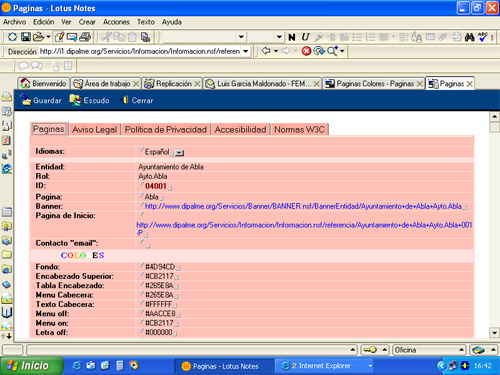 Paginas - Lotus Notes
Archivo Edición Ver Crear Acciones Texto Ayuda
Dirección http://i1.dipalme.org/Servicios/Informacion/Informacion.nsf/referen
Bienvenido Área de trabajo Replicación Luis Garcia Maldonado - FEM... Paginas Colores - Paginas Paginas
Guardar Escudo Cerrar
Paginas Aviso Legal Política de Privacidad Accesibilidad Normas W3C
Idiomas: Español
Entidad: Ayuntamiento de Abla
Rol: Ayto.Abla
ID: 04001
Pagina: Abla
Banner: http://www.dipalme.org/Servicios/Banner/BANNER.nsf/BannerEntidad/Ayuntamiento+de+Abla+Ayto.Abla
Pagina de Inicio:
http://www.dipalme.org/Servicios/Informacion/Informacion.nsf/referencia/Ayuntamiento+de+Abla+Ayto.Abla+001
+P
Contacto "email":
COLO ES
Fondo: #4D94CD
Encabezado Superior: #CB2117
Tabla Encabezado: #265E8A
Menu Cabecera: #265E8A
Texto Cabecera: #FFFFFF
Menu off: #AACCE8
Menu on: #CB2117
Letra off: #000000
Oficina
Inicio Paginas - Lotus Notes 2 Internet Explorer 16:42